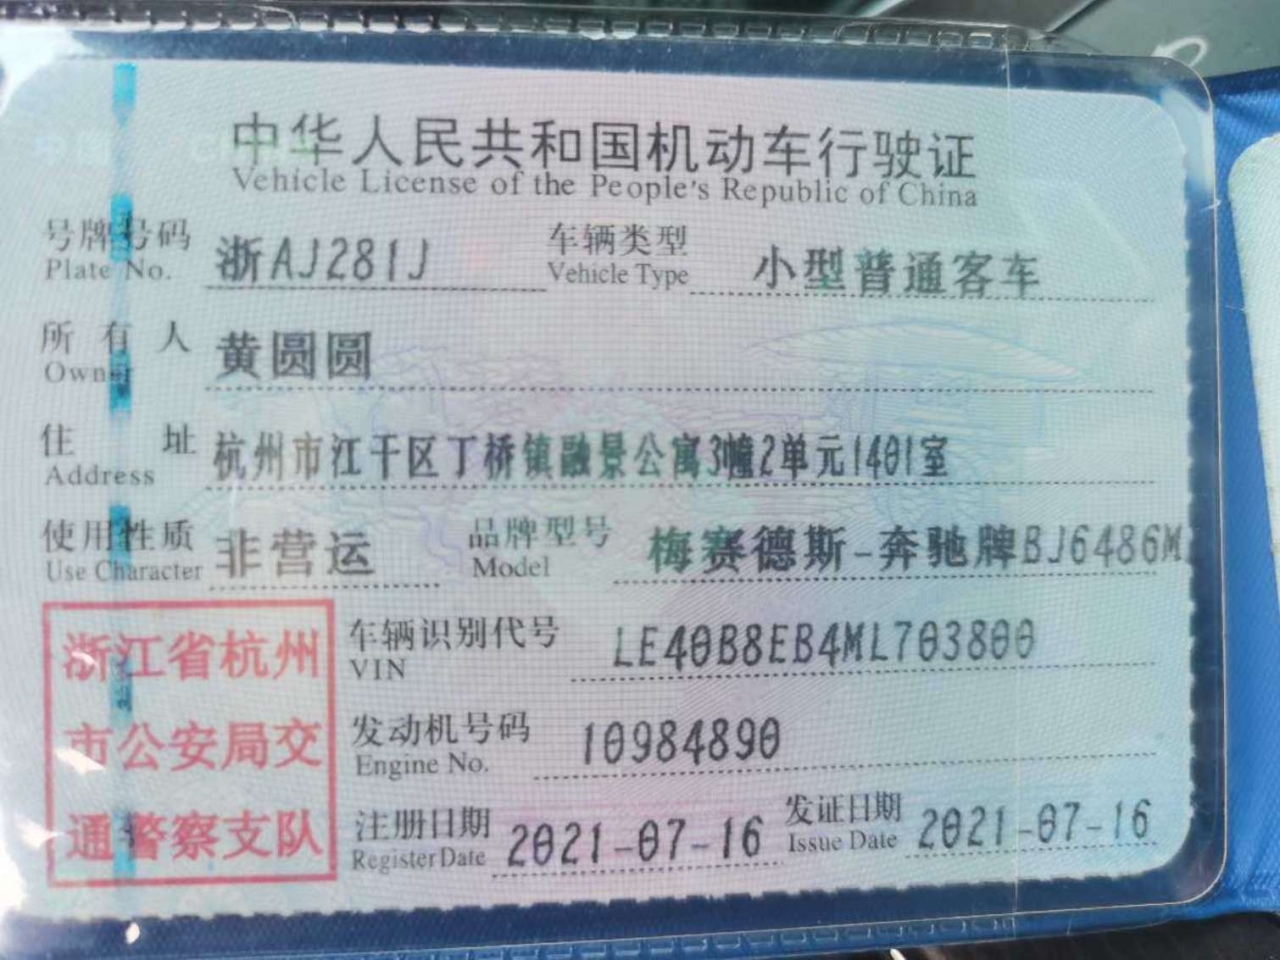 中华人民共和国机动车行驶证
Vehicle License of the People's Republic of China
号牌号码 浙AJ281J 车辆类型 小型普通客车
Plate No. Vehicle Type
所有人 黄圆圆
Owner
住址 杭州市江干区丁桥镇融景公寓3幢2单元1401室
Address
使用性质 非营运 品牌型号 梅赛德斯-奔驰牌BJ6486M
Use Character Model
浙江省杭州
市公安局交
通警察支队
车辆识别代号 LE40B8EB4ML703800
VIN
发动机号码 10984890
Engine No.
注册日期 2021-07-16 发证日期 2021-07-16
Register Date Issue Date